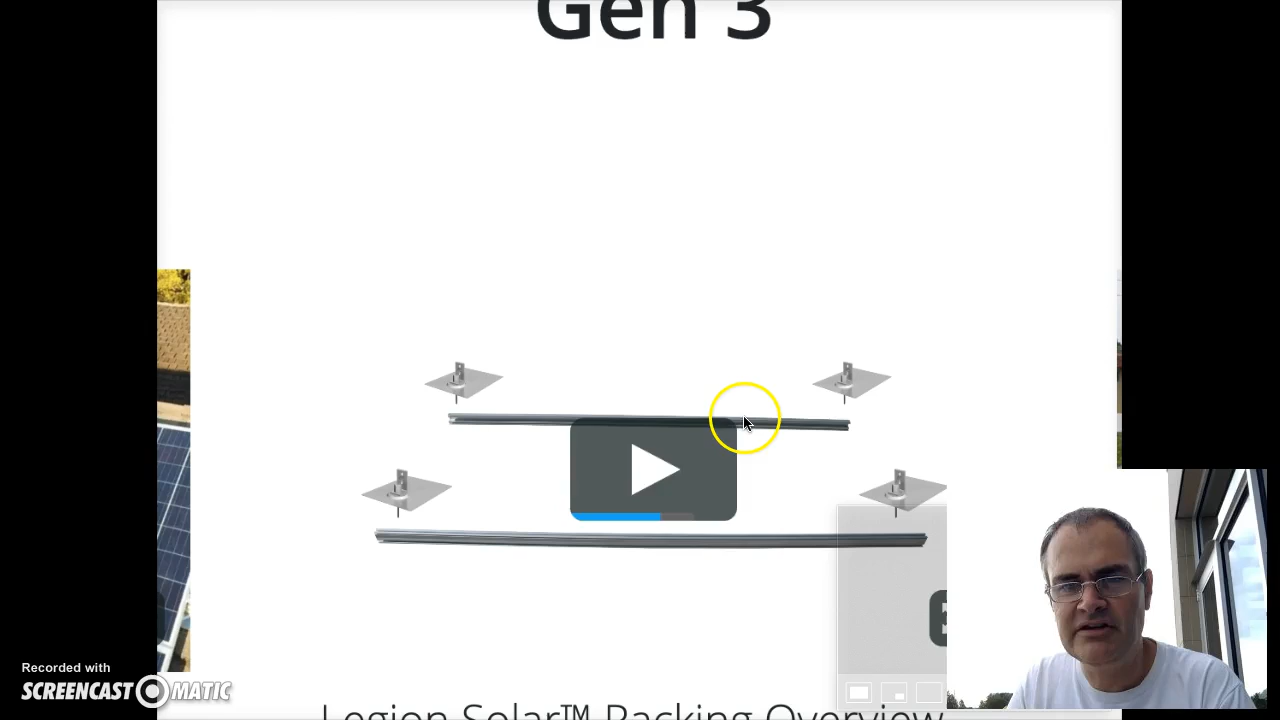 Gen 3
Recorded with
SCREENCAST MATIC
Legion Solar™ Racking Overview